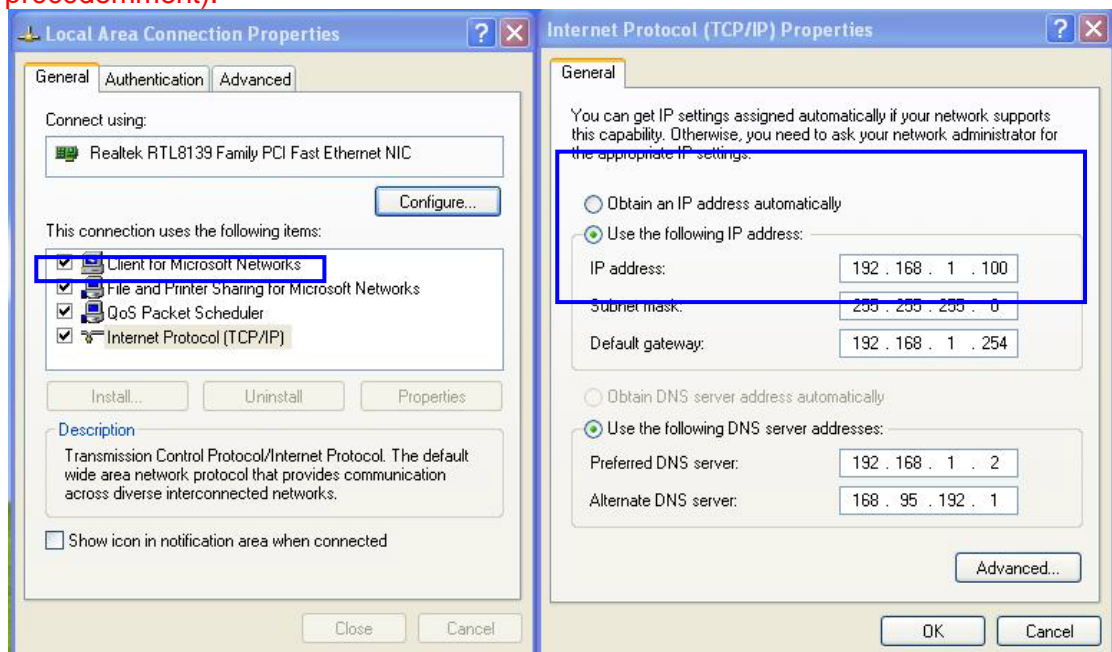 Local Area Connection Properties
General Authentication Advanced
Connect using:
Realtek RTL8139 Family PCI Fast Ethernet NIC
Configure...
This connection uses the following items:
Client for Microsoft Networks
File and Printer Sharing for Microsoft Networks
QoS Packet Scheduler
Internet Protocol (TCP/IP)
Install... Uninstall Properties
Description
Transmission Control Protocol/Internet Protocol. The default
wide area network protocol that provides communication
across diverse interconnected networks.
Show icon in notification area when connected
Close Cancel
Internet Protocol (TCP/IP) Properties
General
You can get IP settings assigned automatically if your network supports
this capability. Otherwise, you need to ask your network administrator for
the appropriate IP settings.
Obtain an IP address automatically
Use the following IP address:
IP address: 192 . 168 . 1 . 100
Subnet mask: 255 . 255 . 255 . 0
Default gateway: 192 . 168 . 1 . 254
Obtain DNS server address automatically
Use the following DNS server addresses:
Preferred DNS server: 192 . 168 . 1 . 2
Alternate DNS server: 168 . 95 . 192 . 1
Advanced...
OK Cancel